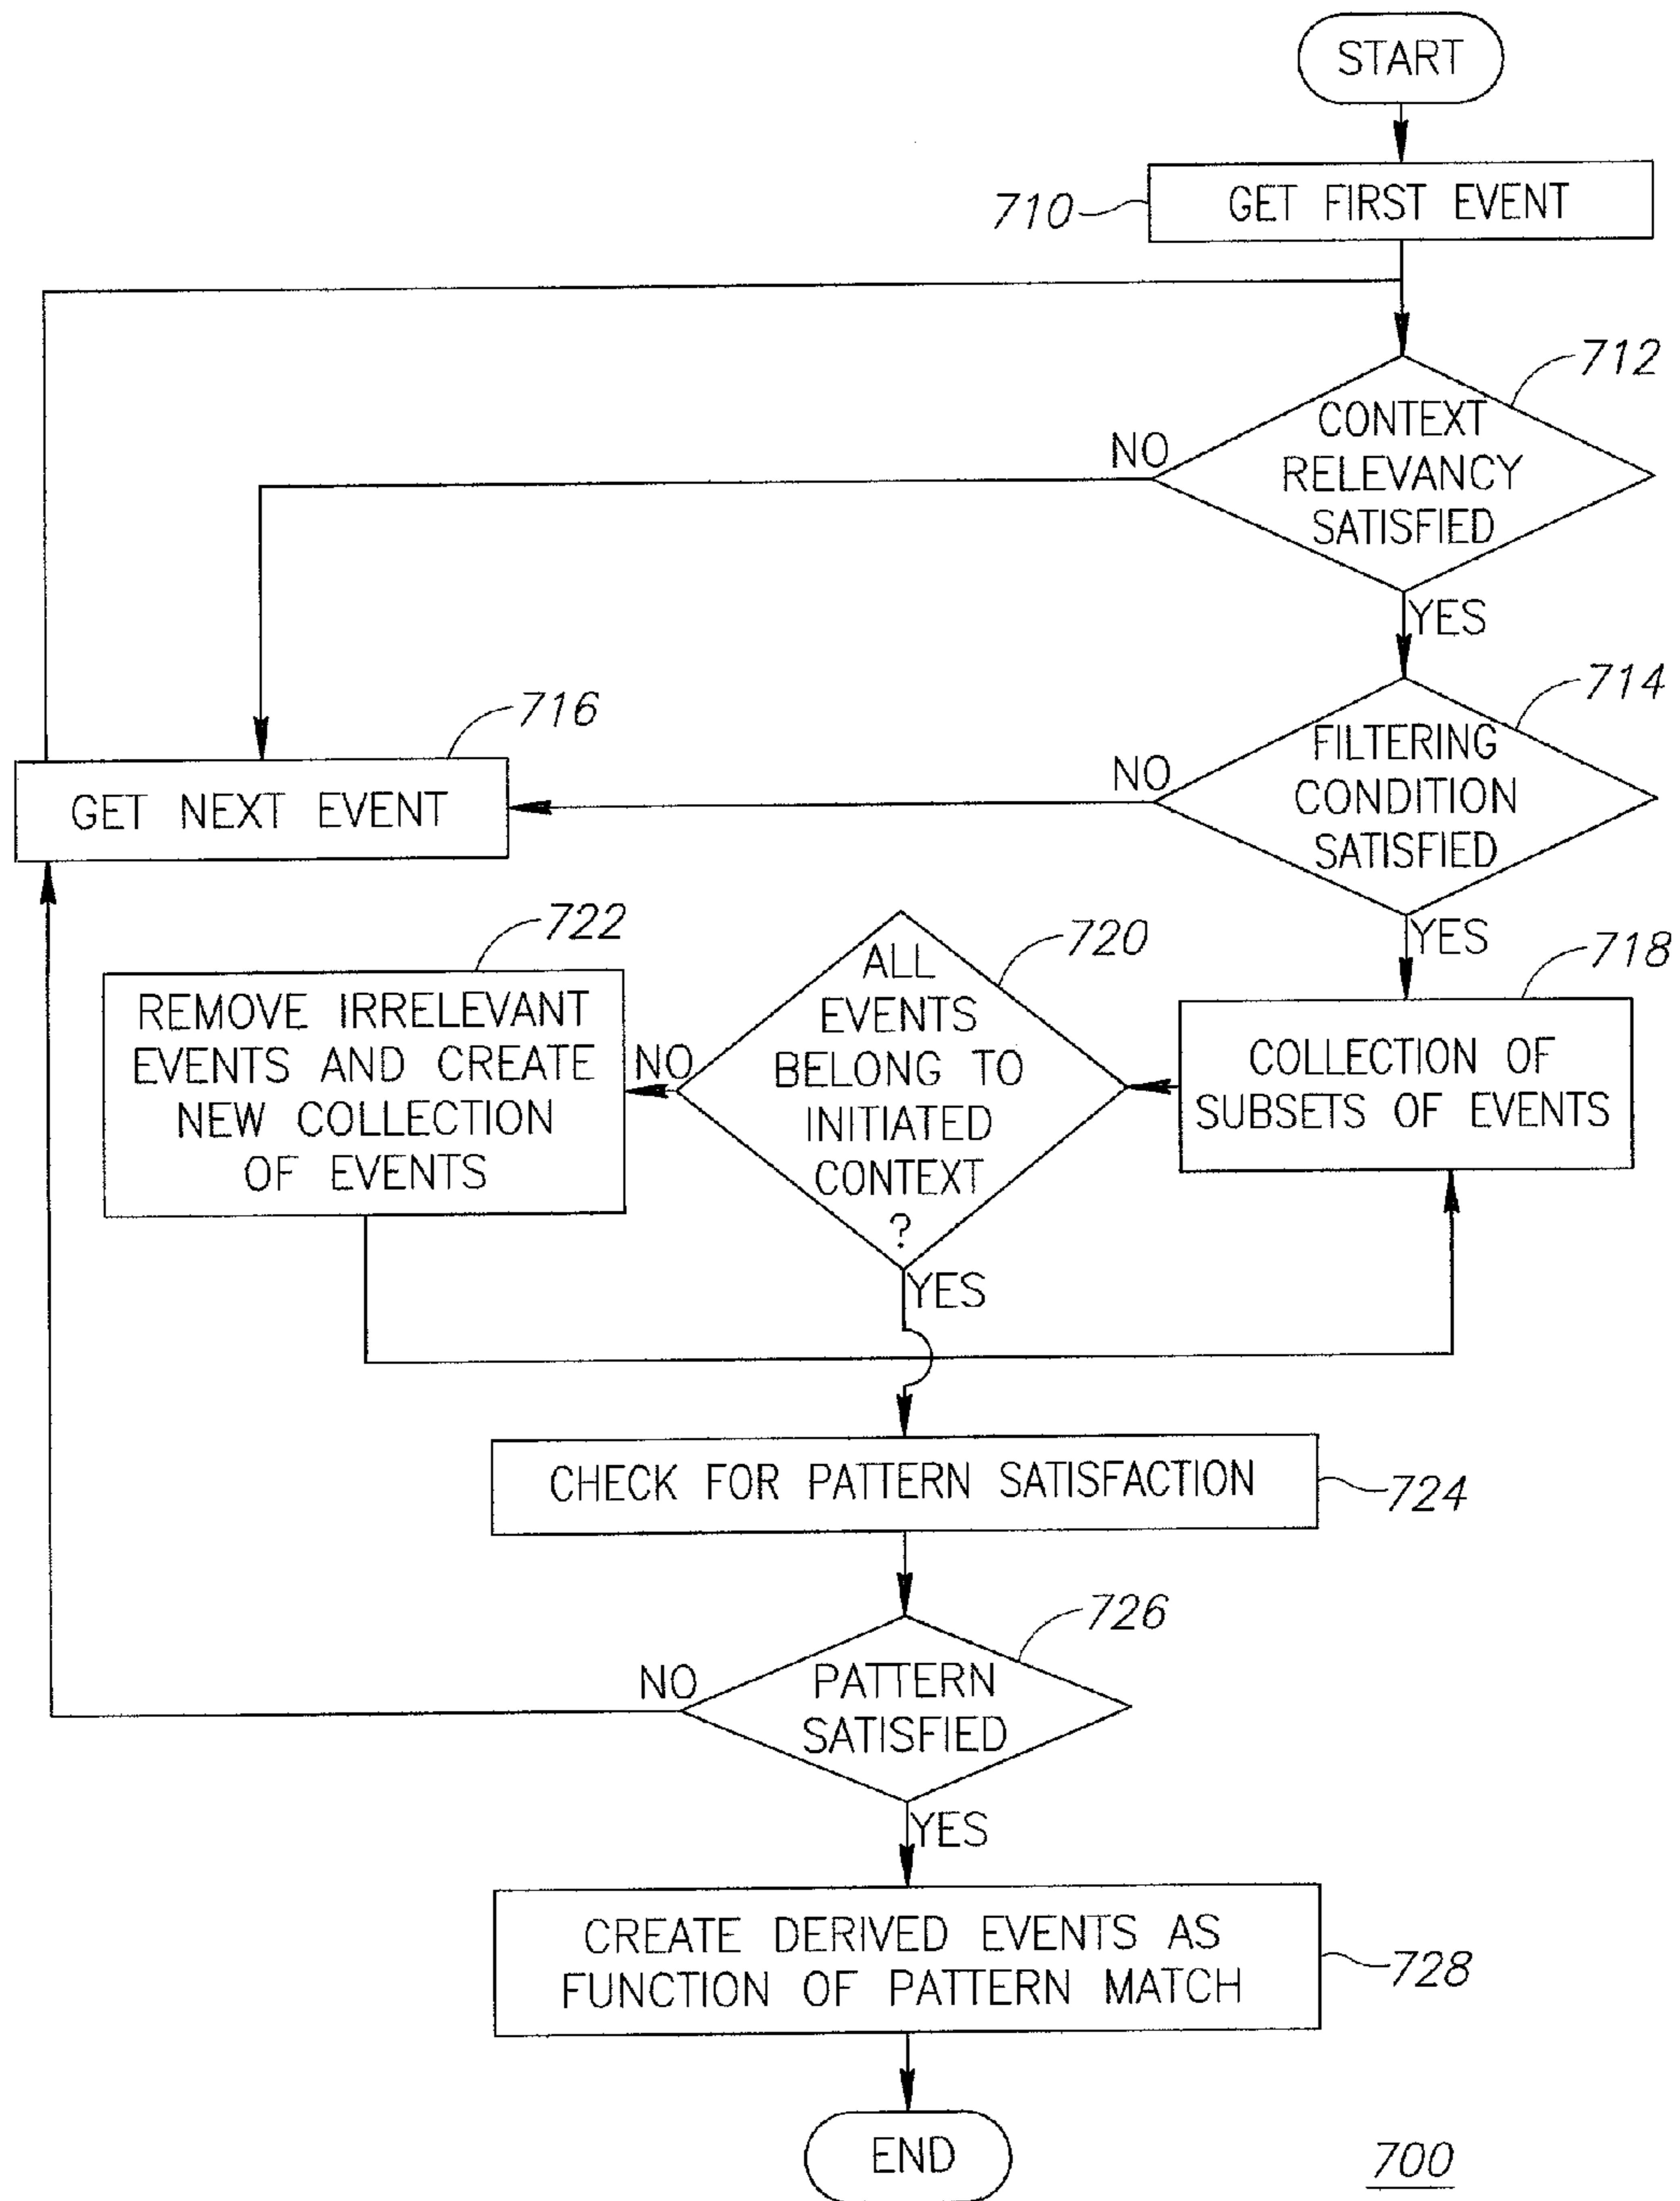 START
710
GET FIRST EVENT
712
CONTEXT
RELEVANCY
SATISFIED
NO
YES
714
FILTERING
CONDITION
SATISFIED
NO
YES
716
GET NEXT EVENT
718
COLLECTION OF
SUBSETS OF EVENTS
720
ALL
EVENTS
BELONG TO
INITIATED
CONTEXT
?
NO
YES
722
REMOVE IRRELEVANT
EVENTS AND CREATE
NEW COLLECTION
OF EVENTS
CHECK FOR PATTERN SATISFACTION
724
726
PATTERN
SATISFIED
NO
YES
CREATE DERIVED EVENTS AS
FUNCTION OF PATTERN MATCH
728
END
700